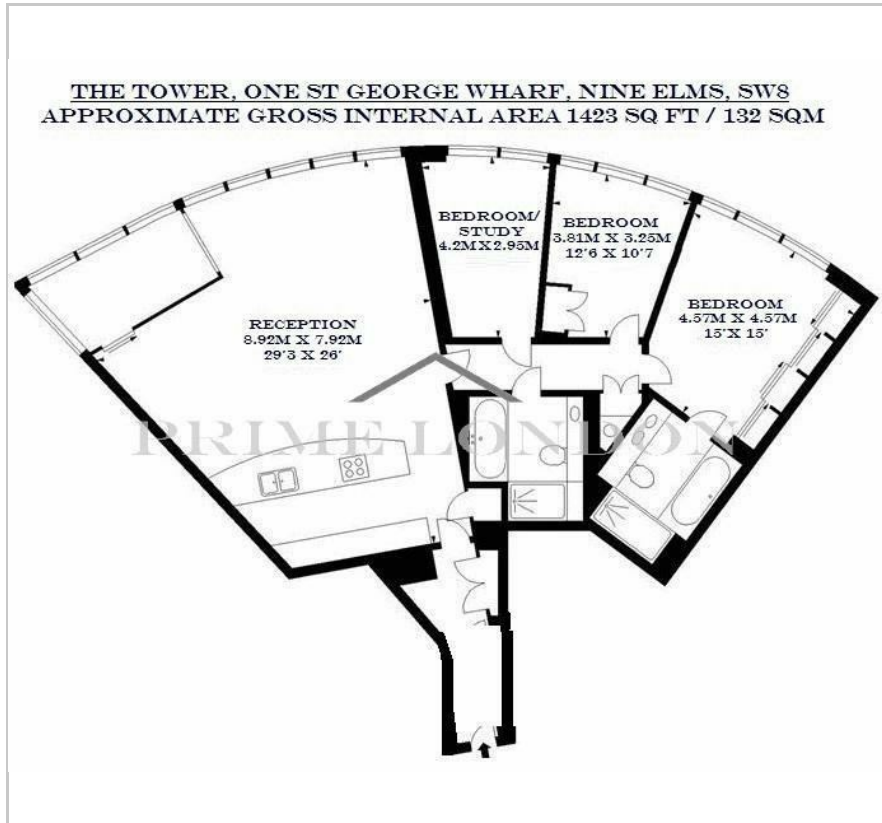 THE TOWER, ONE ST GEORGE WHARF, NINE ELMS, SW8
APPROXIMATE GROSS INTERNAL AREA 1423 SQ FT / 132 SQM
BEDROOM/
STUDY
4.2M X 2.95M
BEDROOM
3.81M X 3.25M
12'6 X 10'7
BEDROOM
4.57M X 4.57M
15' X 15'
RECEPTION
8.92M X 7.92M
29'3 X 26'
PRIME LONDON